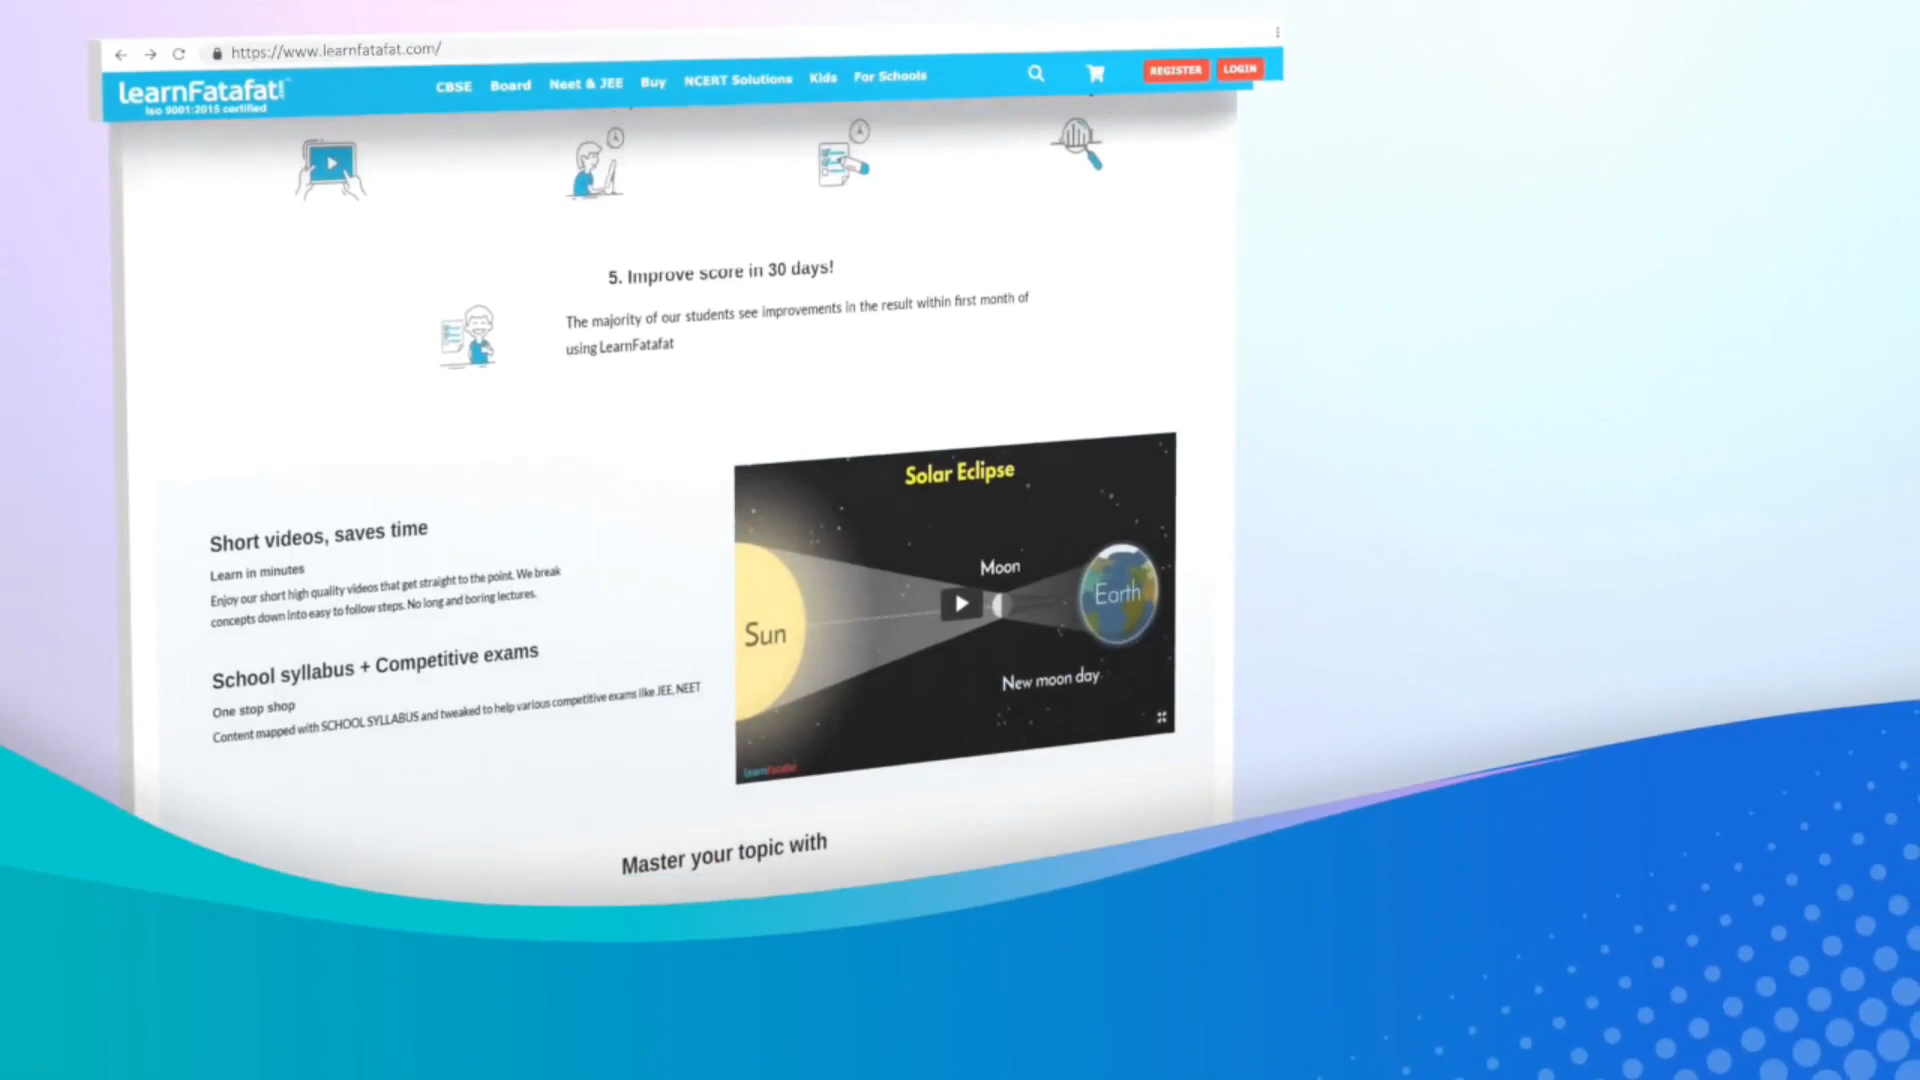 https://www.learnfatafat.com/
learnFatafat!
Iso 9001:2015 certified
CBSE Board Neet & JEE Buy NCERT Solutions Kids For Schools
REGISTER LOGIN
5. Improve score in 30 days!
The majority of our students see improvements in the result within first month of
using LearnFatafat
Short videos, saves time
Learn in minutes
Enjoy our short high quality videos that get straight to the point. We break
concepts down into easy to follow steps. No long and boring lectures.
School syllabus + Competitive exams
One stop shop
Content mapped with SCHOOL SYLLABUS and tweaked to help various competitive exams like JEE, NEET
Solar Eclipse
Moon
Earth
Sun
New moon day
learnFatafat
Master your topic with